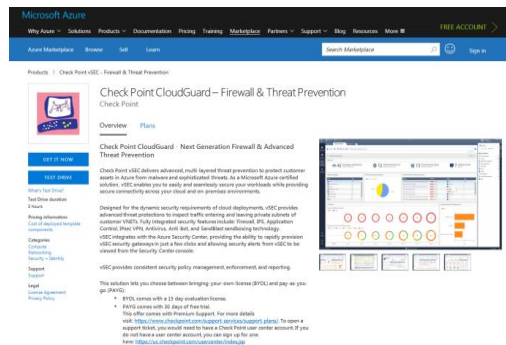 Microsoft Azure
Why Azure Solutions Products Documentation Pricing Training Marketplace Partners Support Blog Resources More
FREE ACCOUNT
Azure Marketplace Browse Sell Learn
Search Marketplace
Sign in
Products Check Point vSEC - Firewall & Threat Prevention
Check Point CloudGuard – Firewall & Threat Prevention
Check Point
Overview Plans
GET IT NOW
TEST DRIVE
What's Test Drive?
Test Drive duration
2 hours
Pricing information
Cost of deployed template
components
Categories
Compute
Networking
Security + Identity
Support
Support
Legal
License Agreement
Privacy Policy
Check Point CloudGuard - Next Generation Firewall & Advanced
Threat Prevention
Check Point vSEC delivers advanced, multi layered threat prevention to protect customer
assets in Azure from malware and sophisticated threats. As a Microsoft Azure certified
solution, vSEC enables you to easily and seamlessly secure your workloads while providing
secure connectivity across your cloud and on premises environments.
Designed for the dynamic security requirements of cloud deployments, vSEC provides
advanced threat protections to inspect traffic entering and leaving private subnets of
customer VNETs. Fully integrated security features include: Firewall, IPS, Application
Control, IPsec VPN, Antivirus, Anti-Bot, and SandBlast sandboxing technology
vSEC integrates with the Azure Security Center, providing the ability to rapidly provision
vSEC security gateways in just a few clicks and allowing security alerts from vSEC to be
viewed from the Security Center console.
vSEC provides consistent security policy management, enforcement, and reporting.
This solution lets you choose between bringing-your-own-license (BYOL) and pay-as-you-
go (PAYG):
• BYOL comes with a 15 day evaluation license.
• PAYG comes with 30 days of free trial.
This offer comes with Premium Support. For more details
visit: https://www.checkpoint.com/support-services/support-plans/. To open a
support ticket, you would need to have a Check Point user center account. If you
do not have a user center account, you can sign up for one
here: https://us.checkpoint.com/usercenter/index.jsp